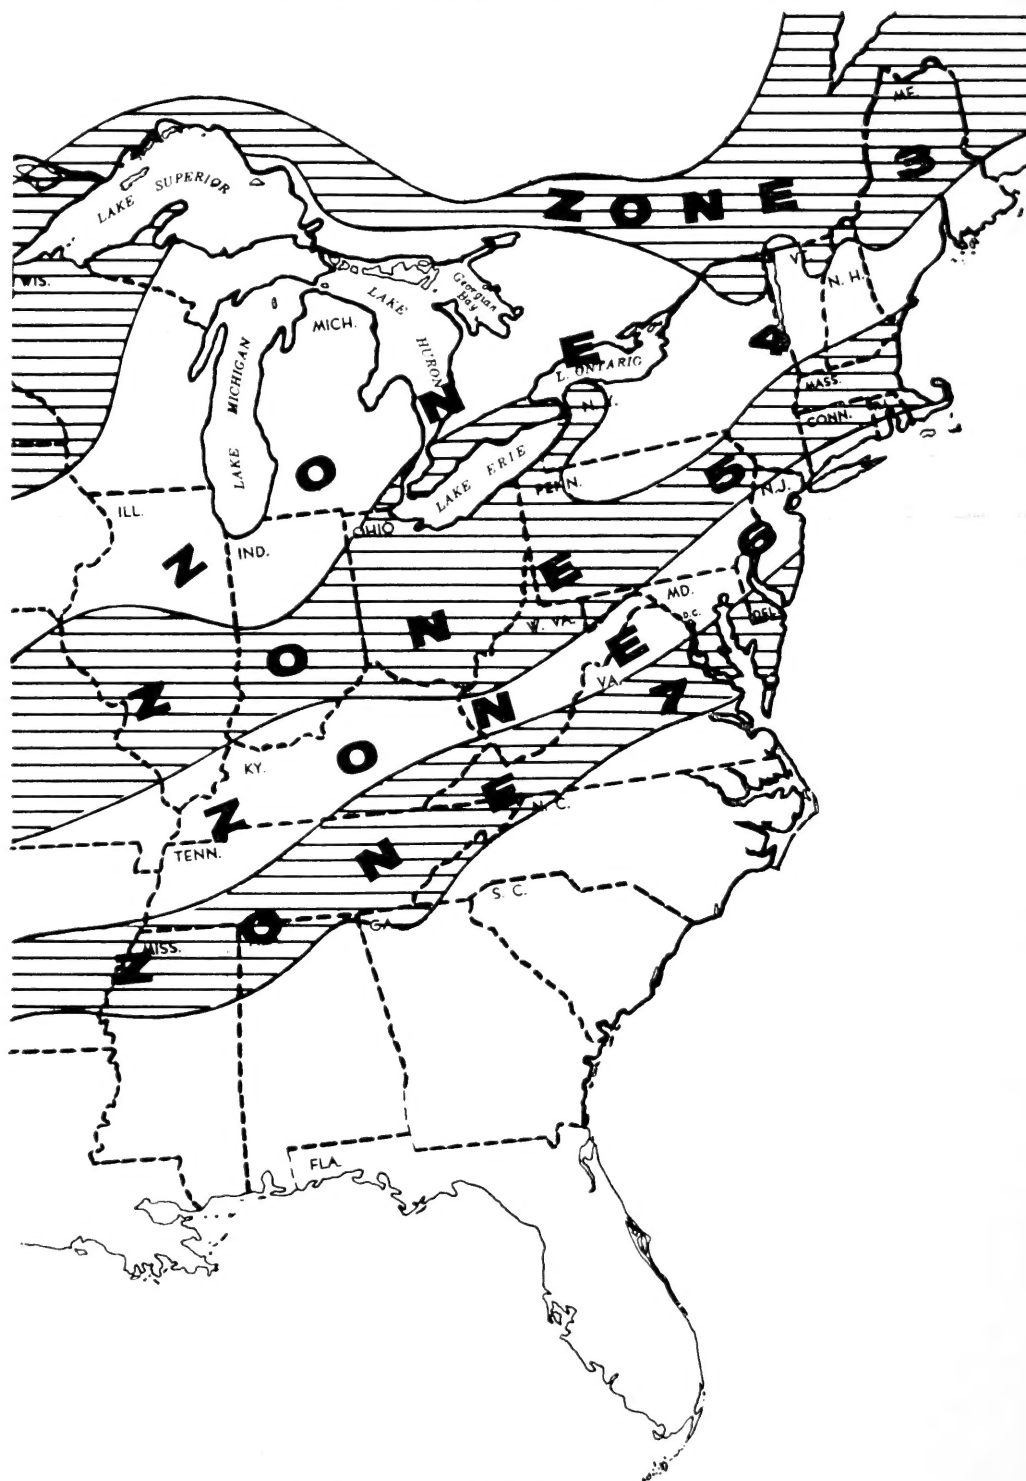 ME.
ZONE 3
LAKE SUPERIOR
WIS.
VT.
N. H.
Georgian Bay
LAKE HURON
MICH.
LAKE MICHIGAN
ZONE 4
L. ONTARIO
MASS.
CONN.
N. Y.
LAKE ERIE
PENN.
N.J.
ILL.
IND.
OHIO
ZONE 5
MD.
D.C.
DEL.
W. VA.
VA.
ZONE 6
KY.
TENN.
N. C.
ZONE 7
S. C.
GA.
MISS.
FLA.